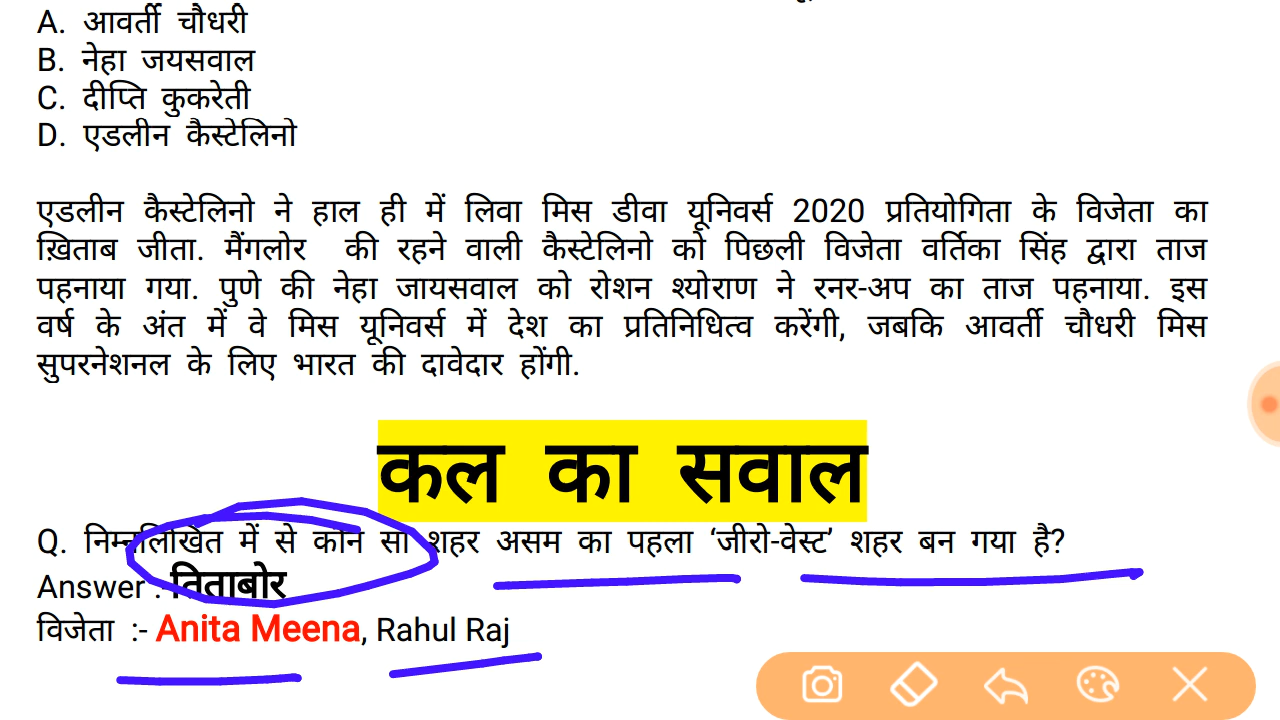 A. आवर्ती चौधरी
B. नेहा जयसवाल
C. दीप्ति कुकरेती
D. एडलीन कैस्टेलिनो
एडलीन कैस्टेलिनो ने हाल ही में लिवा मिस डीवा यूनिवर्स 2020 प्रतियोगिता के विजेता का
ख़िताब जीता. मैंगलोर की रहने वाली कैस्टेलिनो को पिछली विजेता वर्तिका सिंह द्वारा ताज
पहनाया गया. पुणे की नेहा जायसवाल को रोशन श्योराण ने रनर-अप का ताज पहनाया. इस
वर्ष के अंत में वे मिस यूनिवर्स में देश का प्रतिनिधित्व करेंगी, जबकि आवर्ती चौधरी मिस
सुपरनेशनल के लिए भारत की दावेदार होंगी.
कल का सवाल
Q. निम्नलिखित में से कौन सा शहर असम का पहला ‘जीरो-वेस्ट’ शहर बन गया है?
Answer : तिताबोर
विजेता :- Anita Meena, Rahul Raj